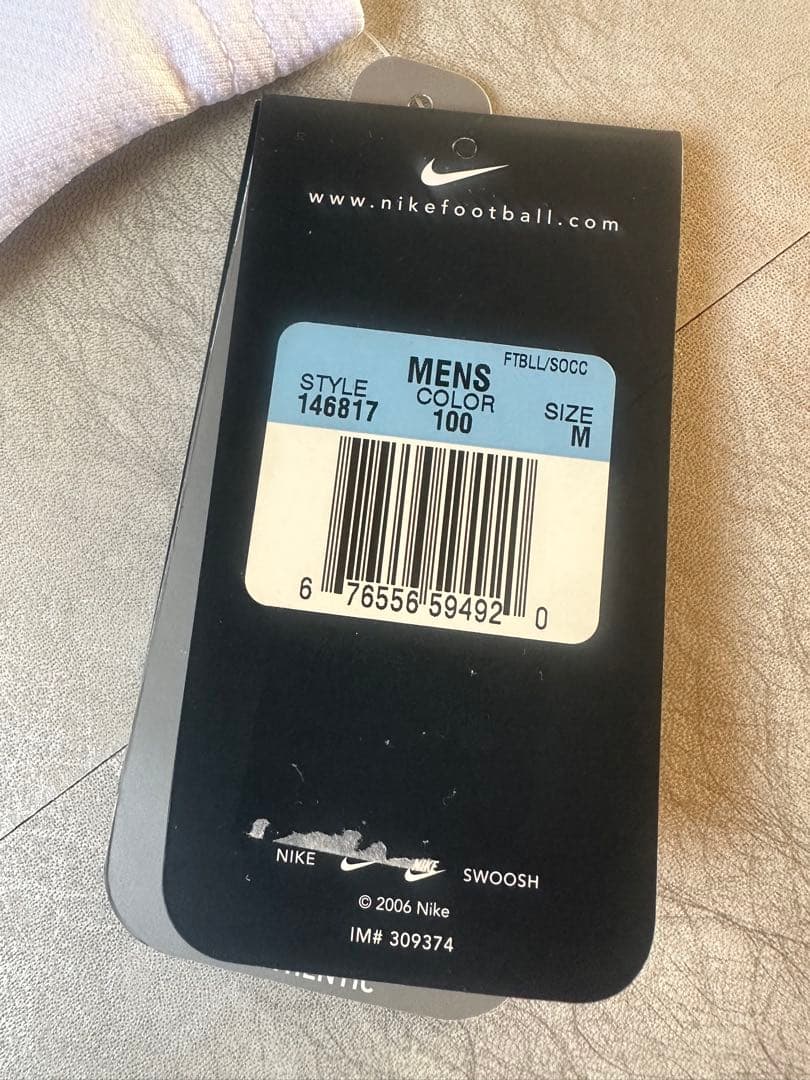 www.nikefootball.com
MENS FTBLL/SOCC
STYLE COLOR SIZE
146817 100 M
6 76556 59492 0
NIKE NIKE SWOOSH
© 2006 Nike
IM# 309374